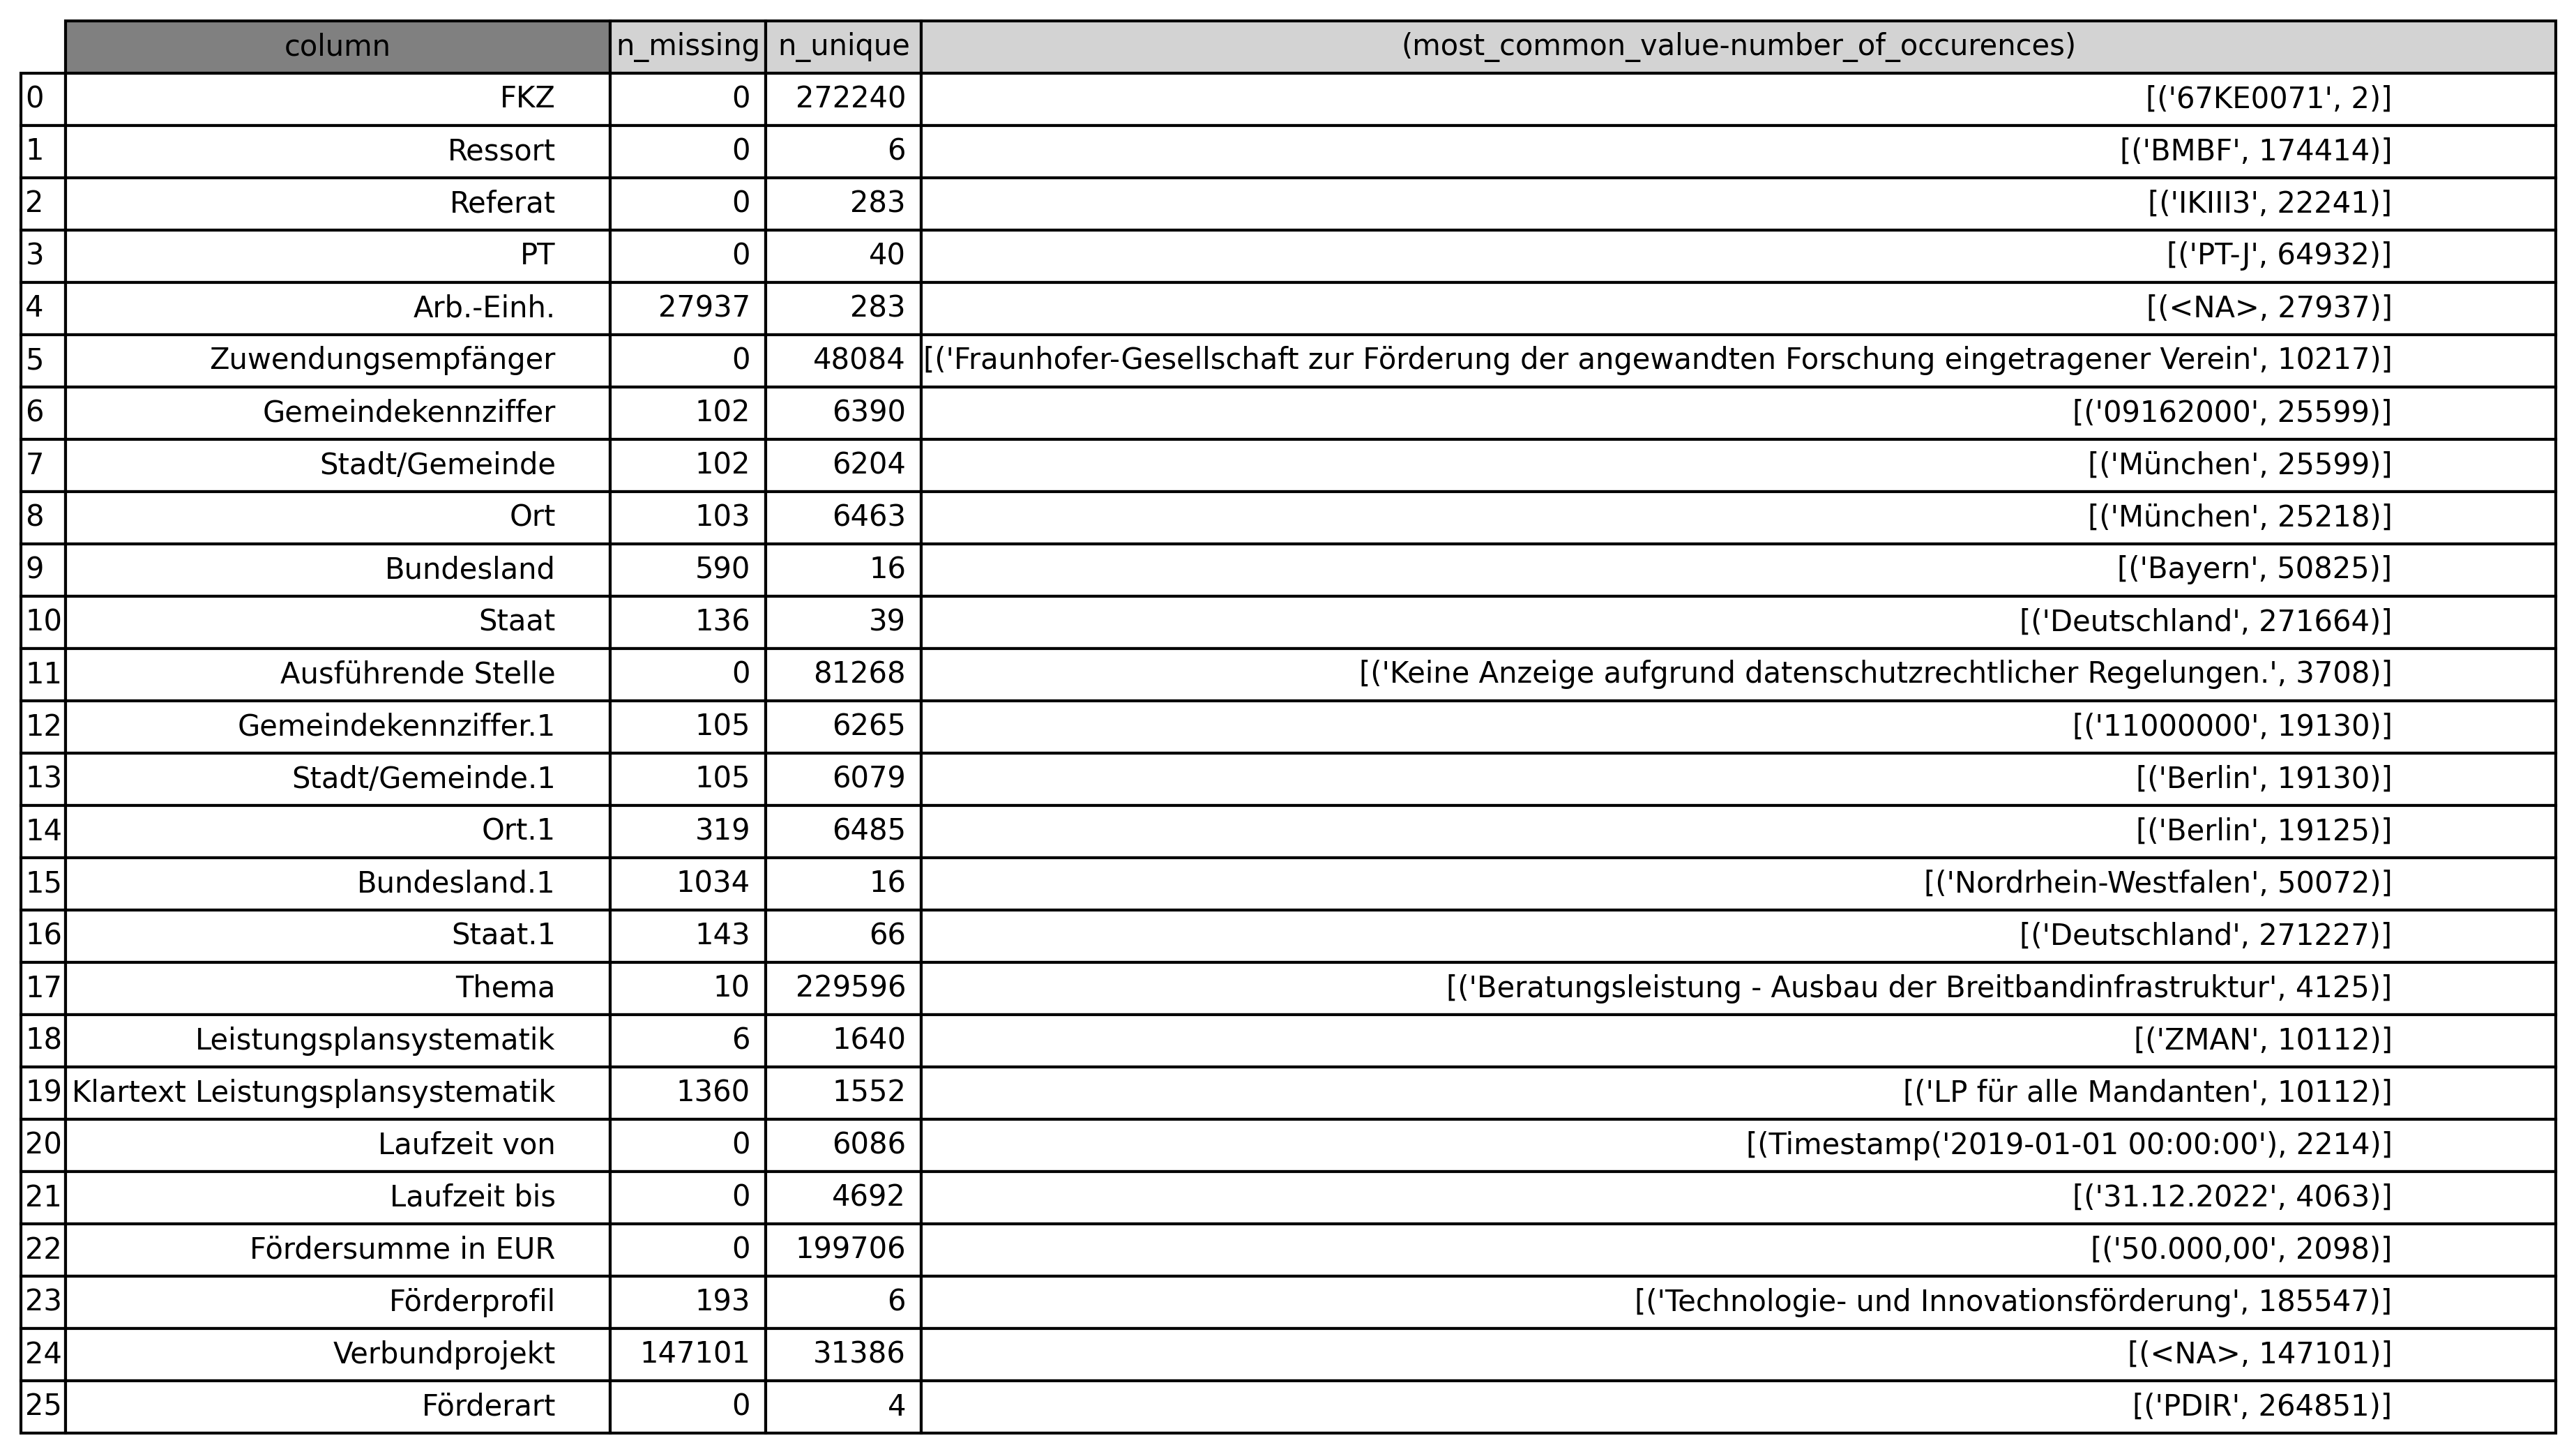 column n_missing n_unique (most_common_value-number_of_occurences)
0 FKZ 0 272240 [('67KE0071', 2)]
1 Ressort 0 6 [('BMBF', 174414)]
2 Referat 0 283 [('IKIII3', 22241)]
3 PT 0 40 [('PT-J', 64932)]
4 Arb.-Einh. 27937 283 [(<NA>, 27937)]
5 Zuwendungsempfänger 0 48084 [('Fraunhofer-Gesellschaft zur Förderung der angewandten Forschung eingetragener Verein', 10217)]
6 Gemeindekennziffer 102 6390 [('09162000', 25599)]
7 Stadt/Gemeinde 102 6204 [('München', 25599)]
8 Ort 103 6463 [('München', 25218)]
9 Bundesland 590 16 [('Bayern', 50825)]
10 Staat 136 39 [('Deutschland', 271664)]
11 Ausführende Stelle 0 81268 [('Keine Anzeige aufgrund datenschutzrechtlicher Regelungen.', 3708)]
12 Gemeindekennziffer.1 105 6265 [('11000000', 19130)]
13 Stadt/Gemeinde.1 105 6079 [('Berlin', 19130)]
14 Ort.1 319 6485 [('Berlin', 19125)]
15 Bundesland.1 1034 16 [('Nordrhein-Westfalen', 50072)]
16 Staat.1 143 66 [('Deutschland', 271227)]
17 Thema 10 229596 [('Beratungsleistung - Ausbau der Breitbandinfrastruktur', 4125)]
18 Leistungsplansystematik 6 1640 [('ZMAN', 10112)]
19 Klartext Leistungsplansystematik 1360 1552 [('LP für alle Mandanten', 10112)]
20 Laufzeit von 0 6086 [(Timestamp('2019-01-01 00:00:00'), 2214)]
21 Laufzeit bis 0 4692 [('31.12.2022', 4063)]
22 Fördersumme in EUR 0 199706 [('50.000,00', 2098)]
23 Förderprofil 193 6 [('Technologie- und Innovationsförderung', 185547)]
24 Verbundprojekt 147101 31386 [(<NA>, 147101)]
25 Förderart 0 4 [('PDIR', 264851)]